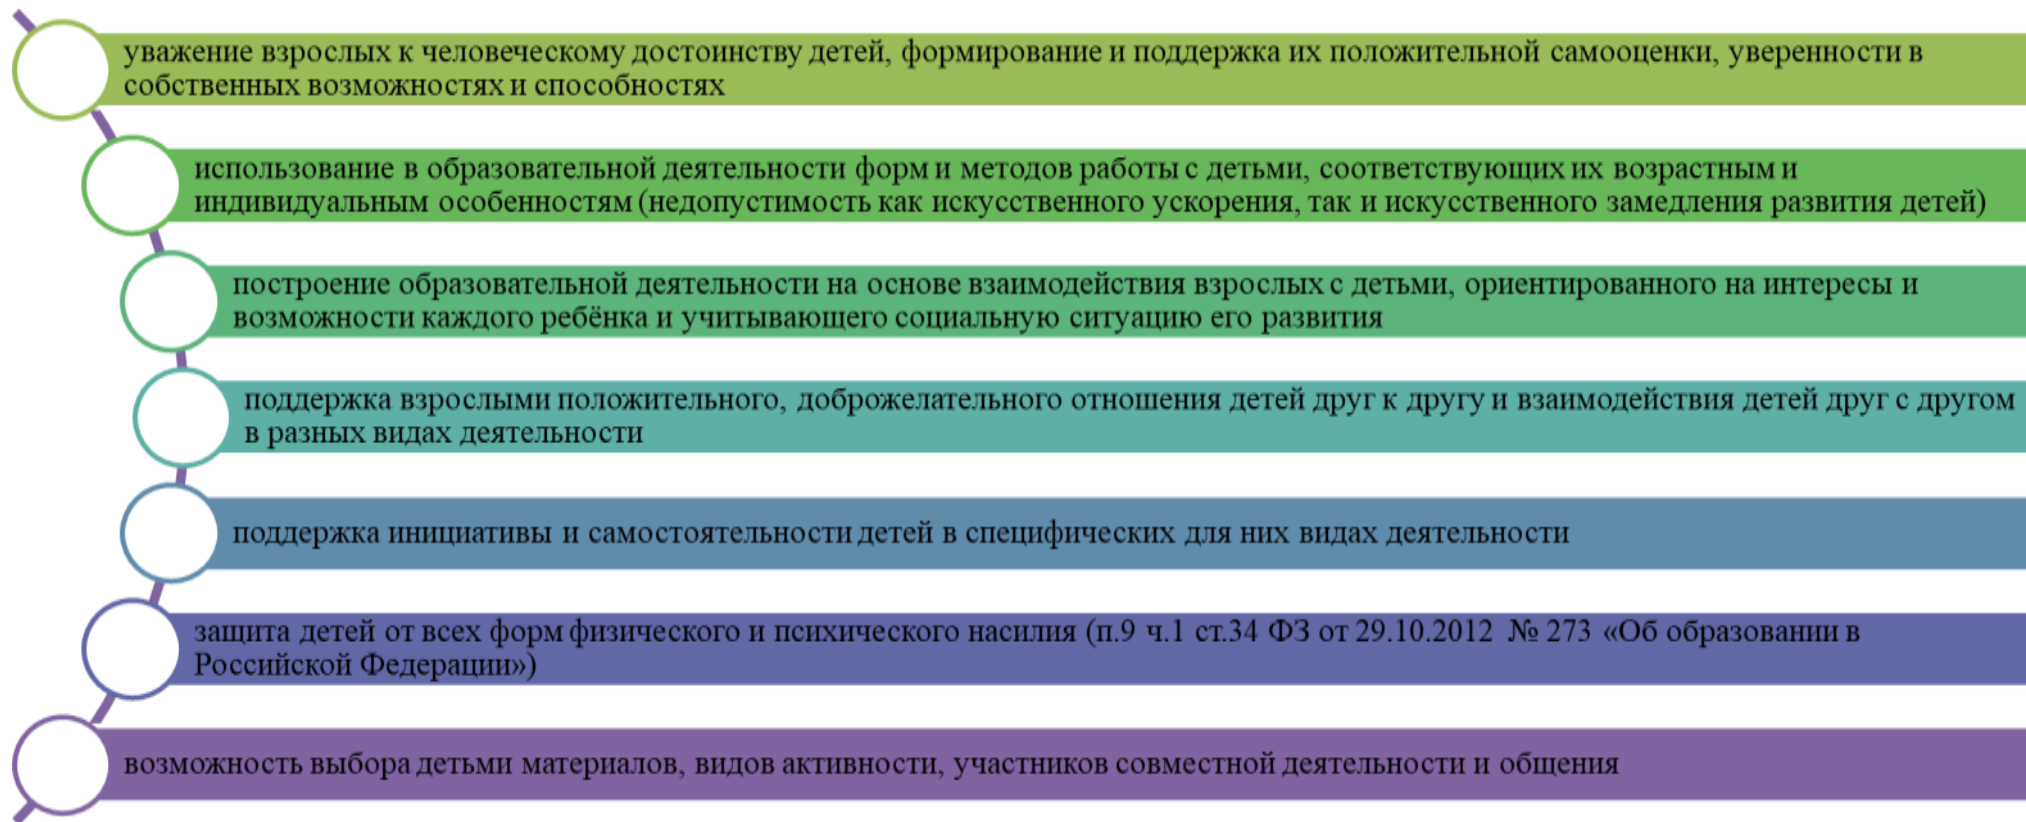 уважение взрослых к человеческому достоинству детей, формирование и поддержка их положительной самооценки, уверенности в
собственных возможностях и способностях
использование в образовательной деятельности форм и методов работы с детьми, соответствующих их возрастным и
индивидуальным особенностям (недопустимость как искусственного ускорения, так и искусственного замедления развития детей)
построение образовательной деятельности на основе взаимодействия взрослых с детьми, ориентированного на интересы и
возможности каждого ребёнка и учитывающего социальную ситуацию его развития
поддержка взрослыми положительного, доброжелательного отношения детей друг к другу и взаимодействия детей друг с другом
в разных видах деятельности
поддержка инициативы и самостоятельности детей в специфических для них видах деятельности
защита детей от всех форм физического и психического насилия (п.9 ч.1 ст.34 ФЗ от 29.10.2012 № 273 «Об образовании в
Российской Федерации»)
возможность выбора детьми материалов, видов активности, участников совместной деятельности и общения